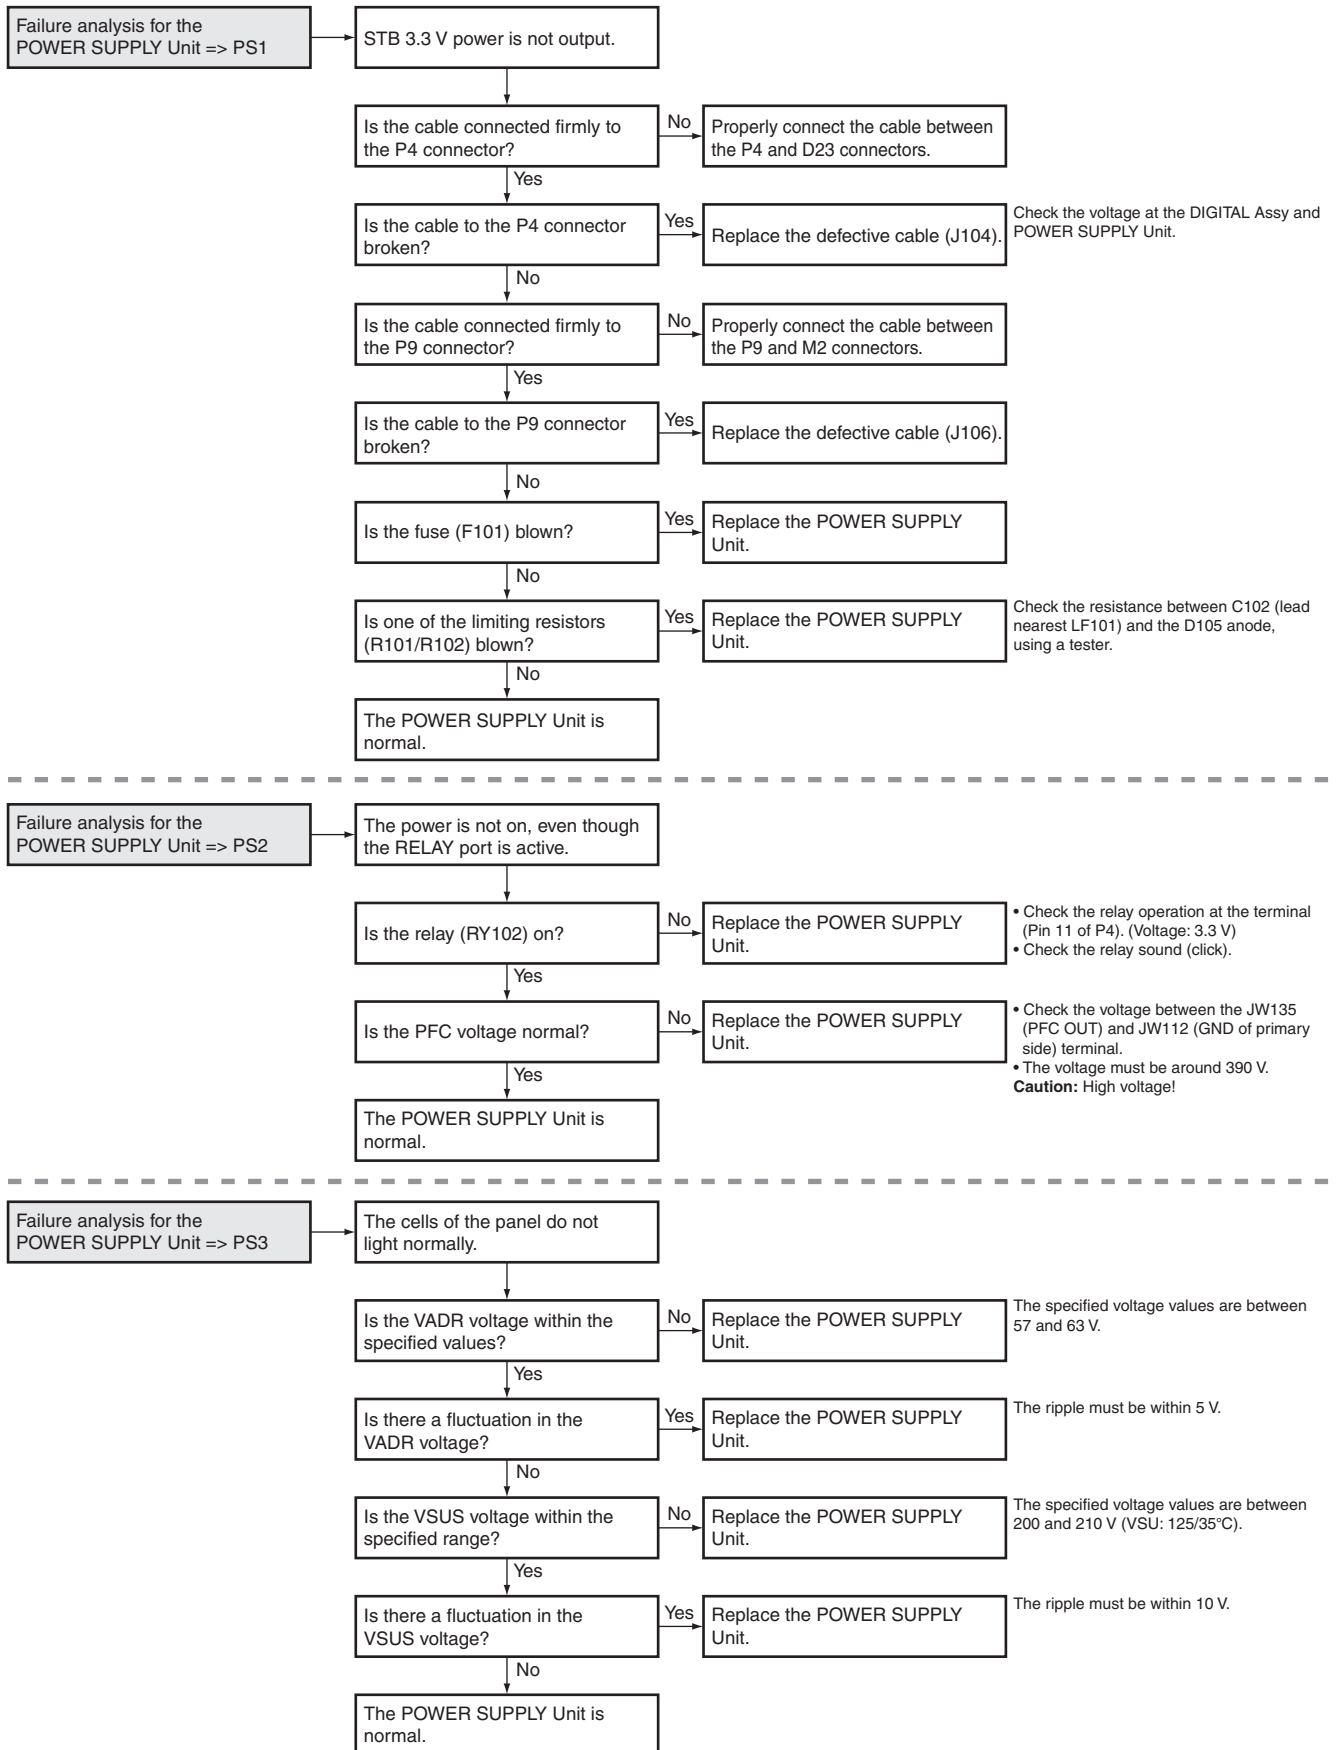 Failure analysis for the
POWER SUPPLY Unit => PS1
STB 3.3 V power is not output.
Is the cable connected firmly to
the P4 connector?
No
Properly connect the cable between
the P4 and D23 connectors.
Yes
Is the cable to the P4 connector
broken?
Yes
Replace the defective cable (J104).
Check the voltage at the DIGITAL Assy and
POWER SUPPLY Unit.
No
Is the cable connected firmly to
the P9 connector?
No
Properly connect the cable between
the P9 and M2 connectors.
Yes
Is the cable to the P9 connector
broken?
Yes
Replace the defective cable (J106).
No
Is the fuse (F101) blown?
Yes
Replace the POWER SUPPLY
Unit.
No
Is one of the limiting resistors
(R101/R102) blown?
Yes
Replace the POWER SUPPLY
Unit.
Check the resistance between C102 (lead
nearest LF101) and the D105 anode,
using a tester.
No
The POWER SUPPLY Unit is
normal.
Failure analysis for the
POWER SUPPLY Unit => PS2
The power is not on, even though
the RELAY port is active.
Is the relay (RY102) on?
No
Replace the POWER SUPPLY
Unit.
• Check the relay operation at the terminal
(Pin 11 of P4). (Voltage: 3.3 V)
• Check the relay sound (click).
Yes
Is the PFC voltage normal?
No
Replace the POWER SUPPLY
Unit.
• Check the voltage between the JW135
(PFC OUT) and JW112 (GND of primary
side) terminal.
• The voltage must be around 390 V.
Caution: High voltage!
Yes
The POWER SUPPLY Unit is
normal.
Failure analysis for the
POWER SUPPLY Unit => PS3
The cells of the panel do not
light normally.
Is the VADR voltage within the
specified values?
No
Replace the POWER SUPPLY
Unit.
The specified voltage values are between
57 and 63 V.
Yes
Is there a fluctuation in the
VADR voltage?
Yes
Replace the POWER SUPPLY
Unit.
The ripple must be within 5 V.
No
Is the VSUS voltage within the
specified range?
No
Replace the POWER SUPPLY
Unit.
The specified voltage values are between
200 and 210 V (VSU: 125/35°C).
Yes
Is there a fluctuation in the
VSUS voltage?
Yes
Replace the POWER SUPPLY
Unit.
The ripple must be within 10 V.
No
The POWER SUPPLY Unit is
normal.